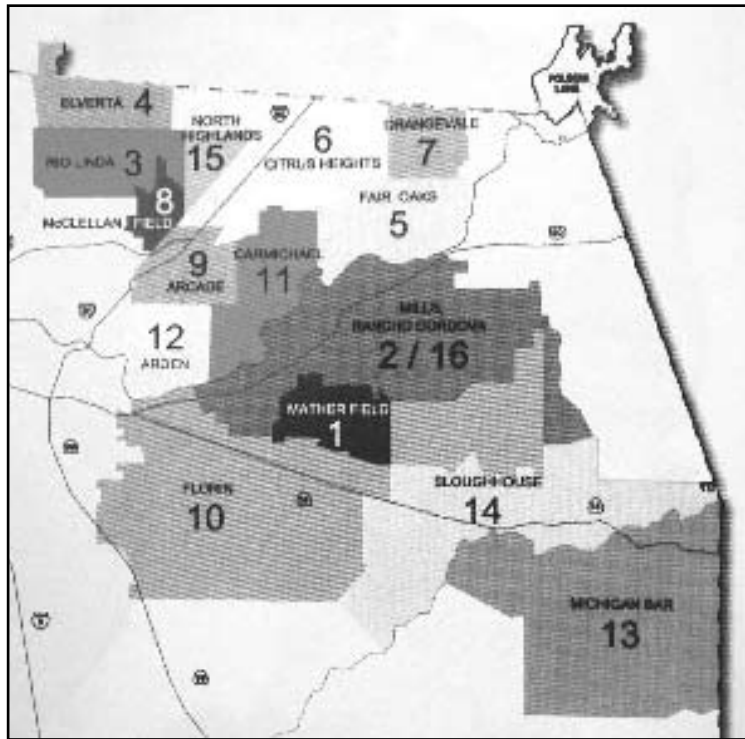 FOLSOM
LAKE
ELVERTA 4
NORTH
HIGHLANDS
15
RIO LINDA 3
6
CITRUS HEIGHTS
ORANGEVALE
7
8
McCLELLAN FIELD
FAIR OAKS
5
9
ARCADE
CARMICHAEL
11
MILLS,
RANCHO CORDOVA
2 / 16
12
ARDEN
MATHER FIELD
1
FLORIN
10
SLOUGHHOUSE
14
MICHIGAN BAR
13